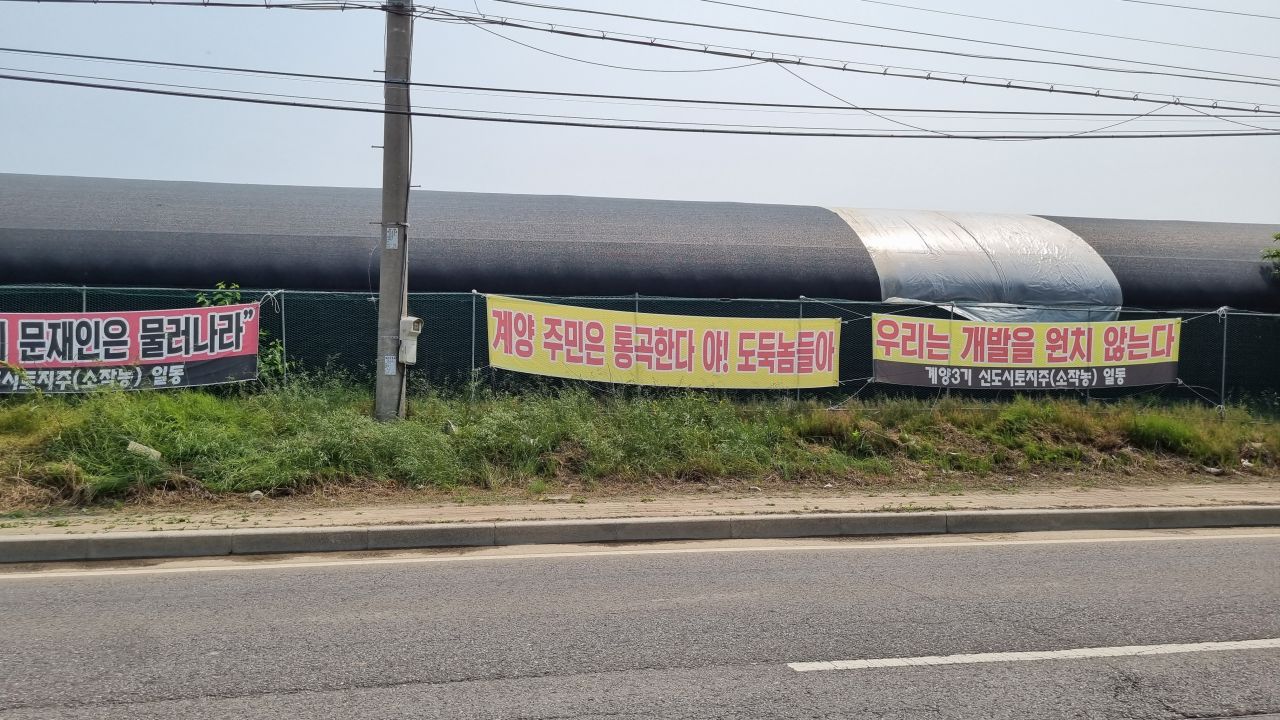 문재인은 물러나라"
신도시토지주(소작농) 일동
계양 주민은 통곡한다 야! 도둑놈들아
우리는 개발을 원치 않는다
계양3기 신도시토지주(소작농) 일동